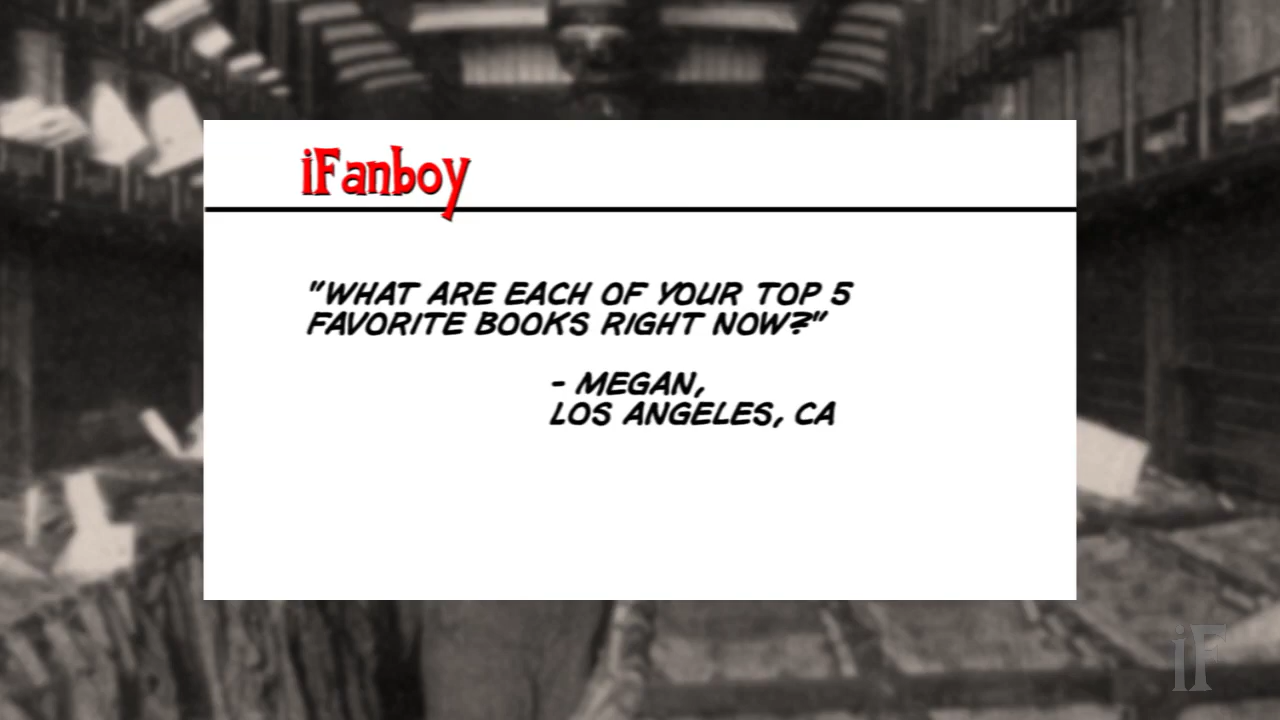 iFanboy
"WHAT ARE EACH OF YOUR TOP 5
FAVORITE BOOKS RIGHT NOW?"
- MEGAN,
LOS ANGELES, CA
iF